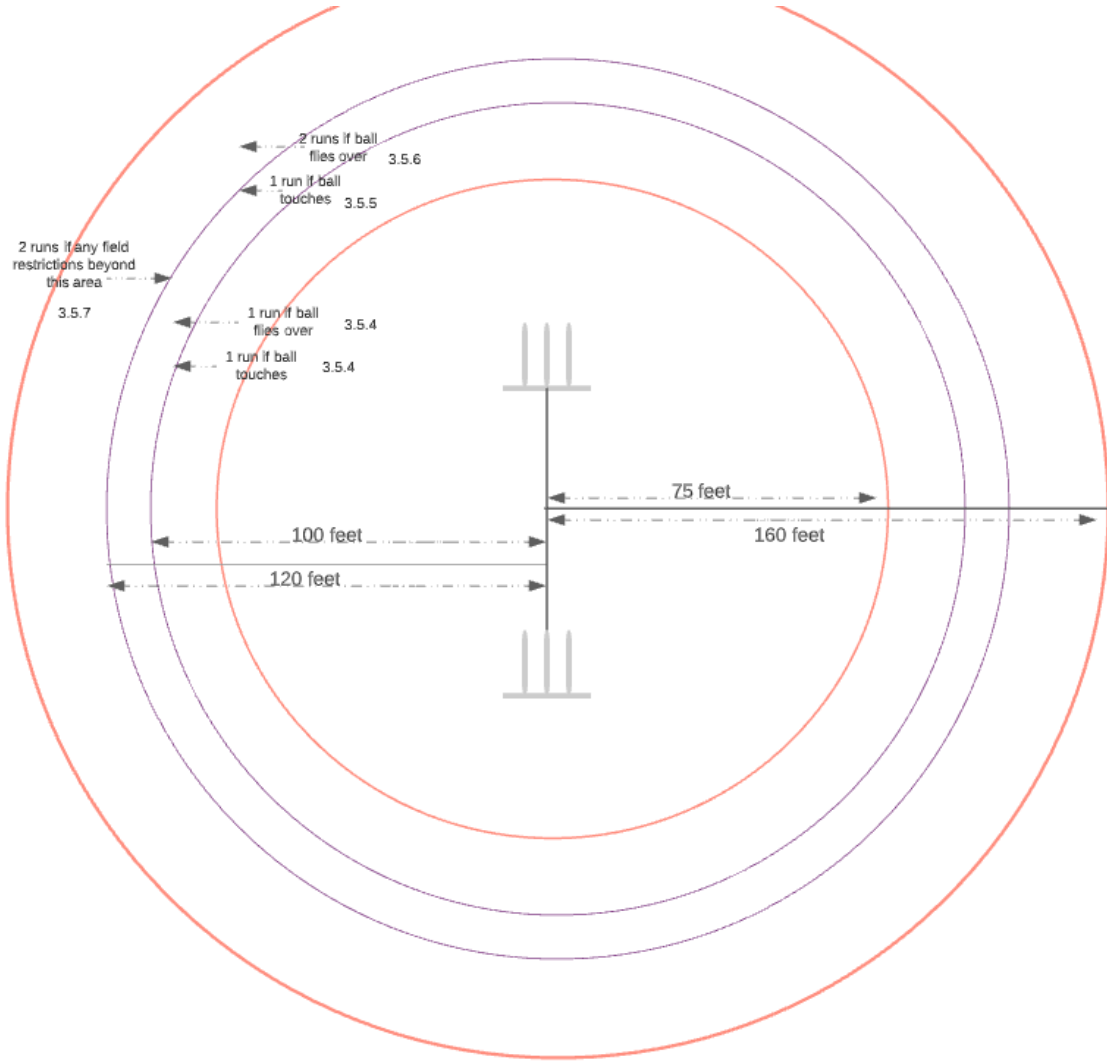 2 runs if ball
flies over
3.5.6
1 run if ball
touches
3.5.5
2 runs if any field
restrictions beyond
this area
3.5.7
1 run if ball
flies over
3.5.4
1 run if ball
touches
3.5.4
75 feet
160 feet
100 feet
120 feet